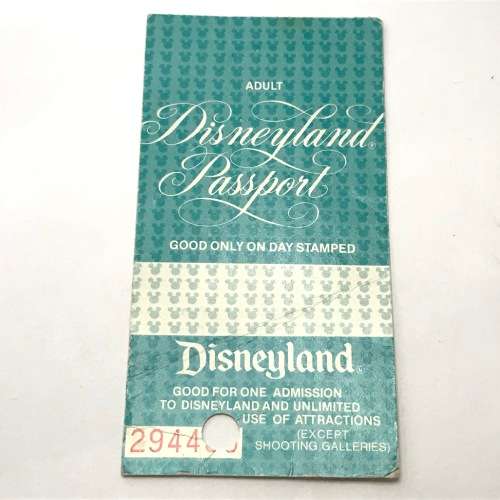 ADULT
Disneyland®
Passport
GOOD ONLY ON DAY STAMPED
Disneyland®
GOOD FOR ONE ADMISSION
TO DISNEYLAND AND UNLIMITED
USE OF ATTRACTIONS
(EXCEPT
SHOOTING GALLERIES)